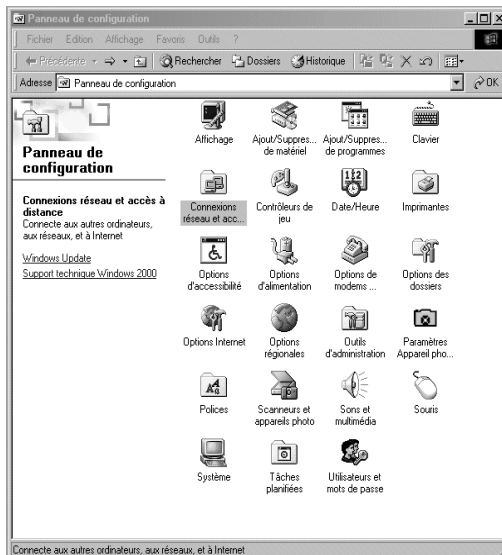 Panneau de configuration
Fichier Edition Affichage Favoris Outils ?
Précédente
Rechercher Dossiers Historique
Adresse Panneau de configuration OK
Panneau de
configuration
Connexions réseau et accès à
distance
Connecte aux autres ordinateurs,
aux réseaux, et à Internet
Windows Update
Support technique Windows 2000
Affichage
Ajout/Suppres...
de matériel
Ajout/Suppres...
de programmes
Clavier
Connexions
réseau et acc...
Contrôleurs de
jeu
Date/Heure
Imprimantes
Options
d'accessibilité
Options
d'alimentation
Options de
modems ...
Options des
dossiers
Options Internet
Options
régionales
Outils
d'administration
Paramètres
Appareil pho...
Polices
Scanneurs et
appareils photo
Sons et
multimédia
Souris
Système
Tâches
planifiées
Utilisateurs et
mots de passe
Connecte aux autres ordinateurs, aux réseaux, et à Internet